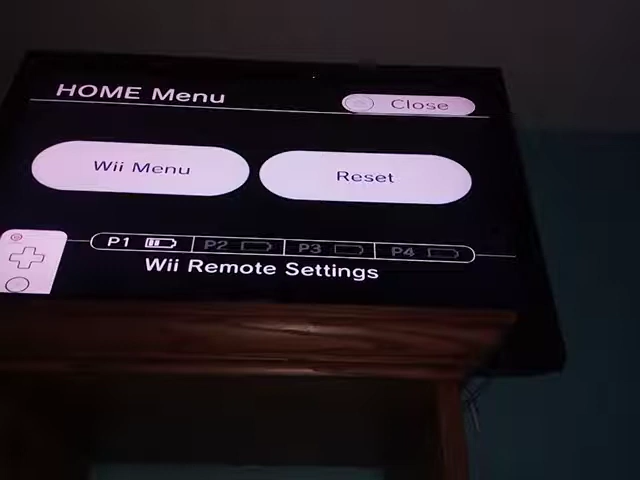 HOME Menu
Close
Wii Menu
Reset
P1 P2 P3 P4
Wii Remote Settings